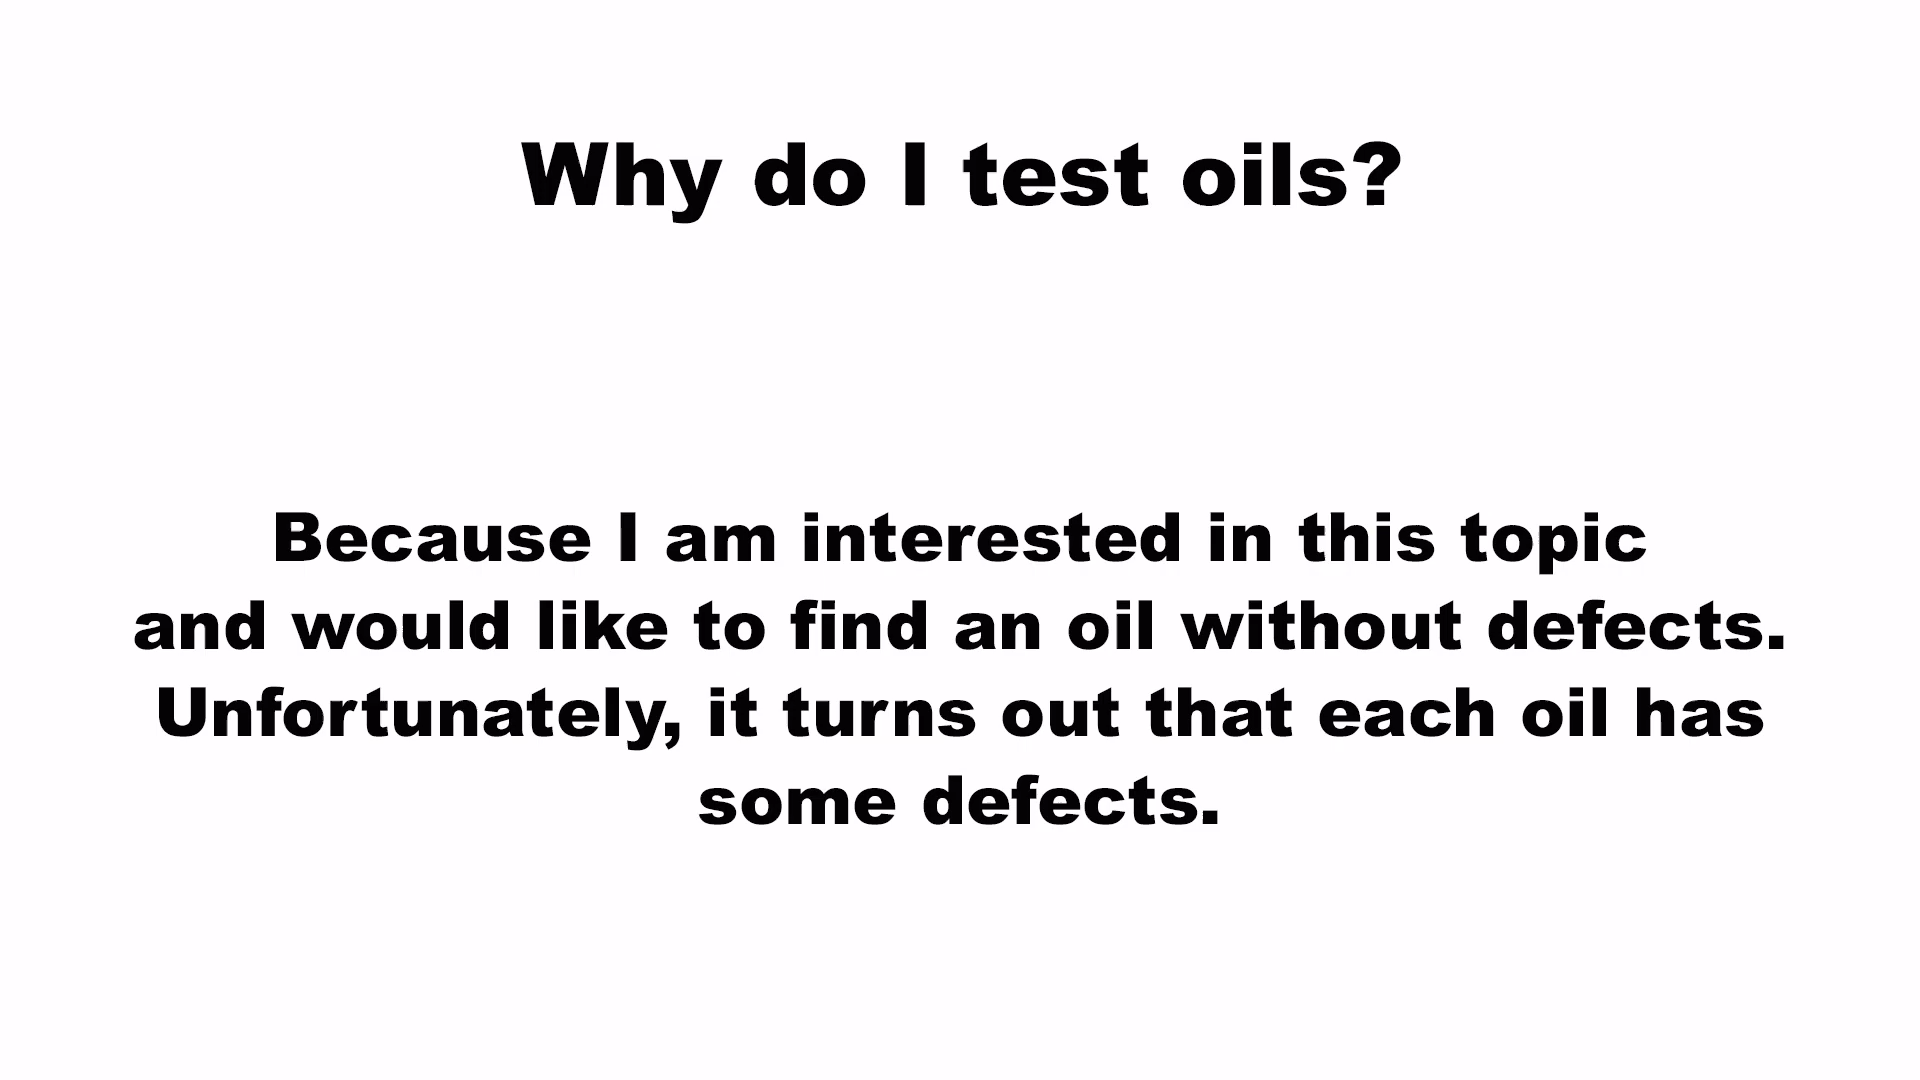 Why do I test oils?
Because I am interested in this topic
and would like to find an oil without defects.
Unfortunately, it turns out that each oil has
some defects.